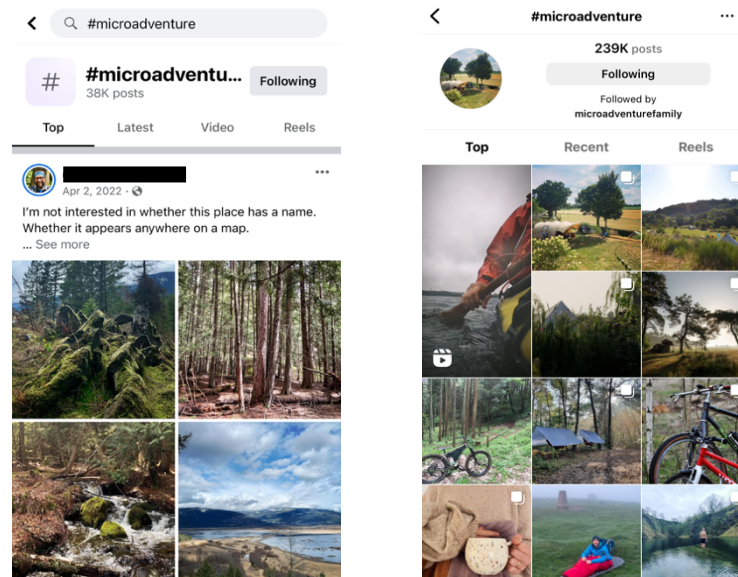 #microadventure
#
#microadventu...
38K posts
Following
Top Latest Video Reels
Apr 2, 2022 ·
I'm not interested in whether this place has a name.
Whether it appears anywhere on a map.
... See more
#microadventure
239K posts
Following
Followed by
microadventurefamily
Top Recent Reels